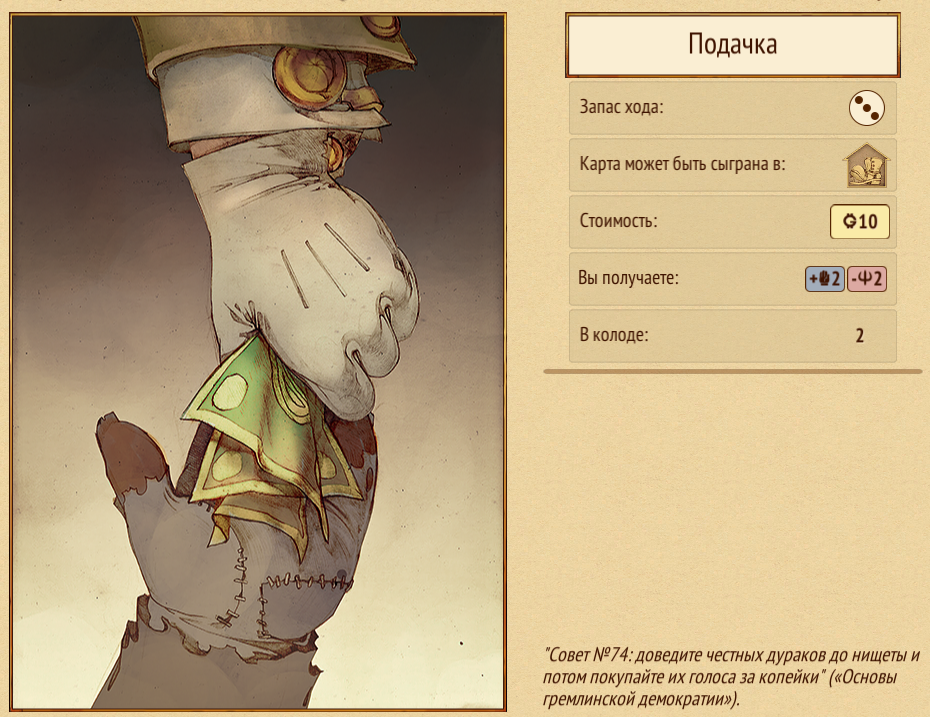 Подачка
Запас хода:
Карта может быть сыграна в:
Стоимость: 10
Вы получаете: +2 -2
В колоде: 2
"Совет №74: доведите честных дураков до нищеты и
потом покупайте их голоса за копейки" («Основы
гремлинской демократии»).